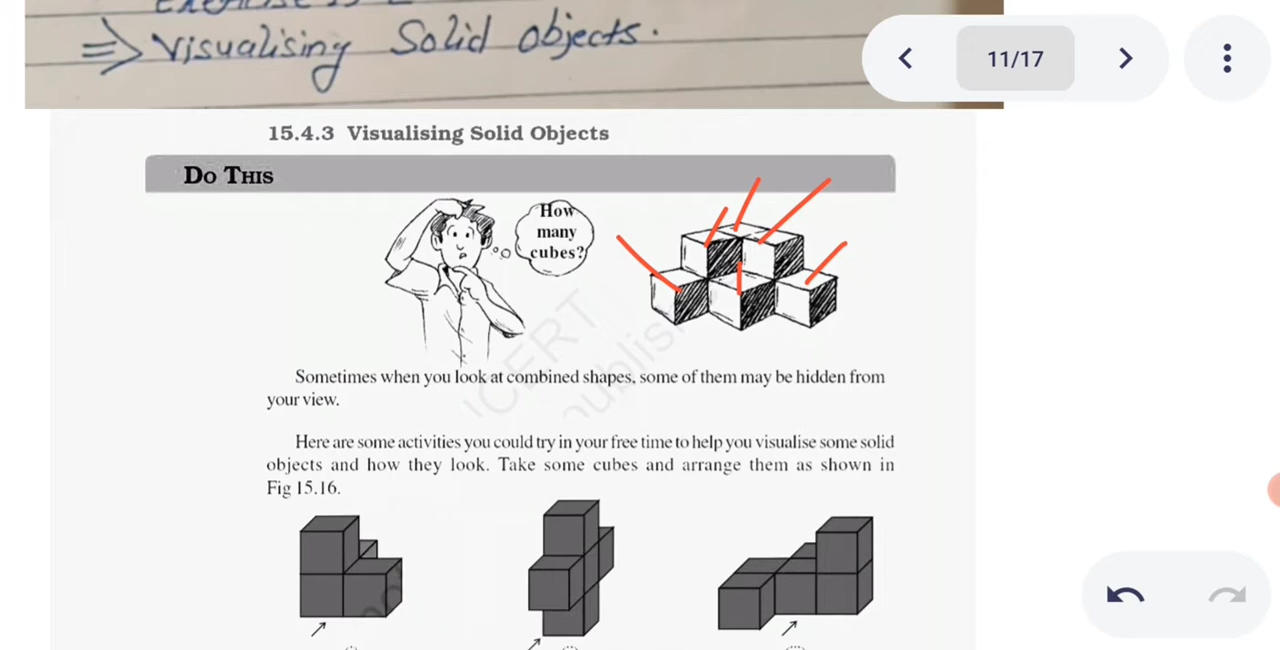 ⇒ Visualising Solid objects.
11/17
15.4.3 Visualising Solid Objects
DO THIS
How
many
cubes?
Sometimes when you look at combined shapes, some of them may be hidden from
your view.
Here are some activities you could try in your free time to help you visualise some solid
objects and how they look. Take some cubes and arrange them as shown in
Fig 15.16.